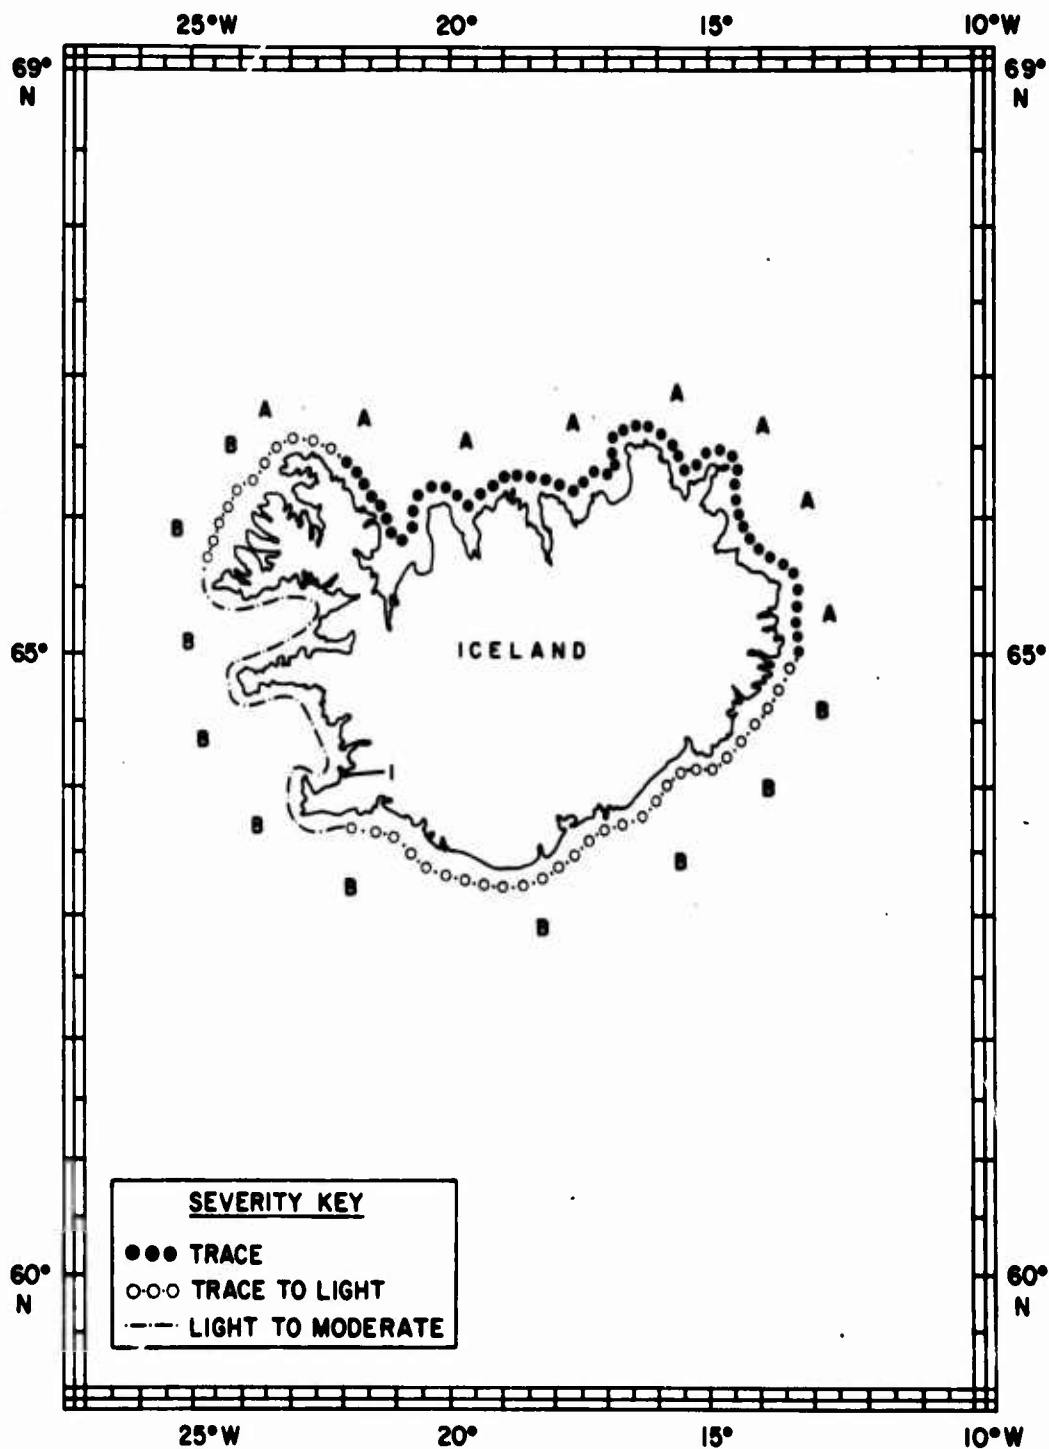 25°W 20° 15° 10°W
69° 69°
N N
A
A A
A A A
B A
B A
A
B
ICELAND
65° 65°
B B
I
B
B B
B B
SEVERITY KEY
TRACE
60° TRACE TO LIGHT 60°
N N
LIGHT TO MODERATE
25°W 20° 15° 10°W